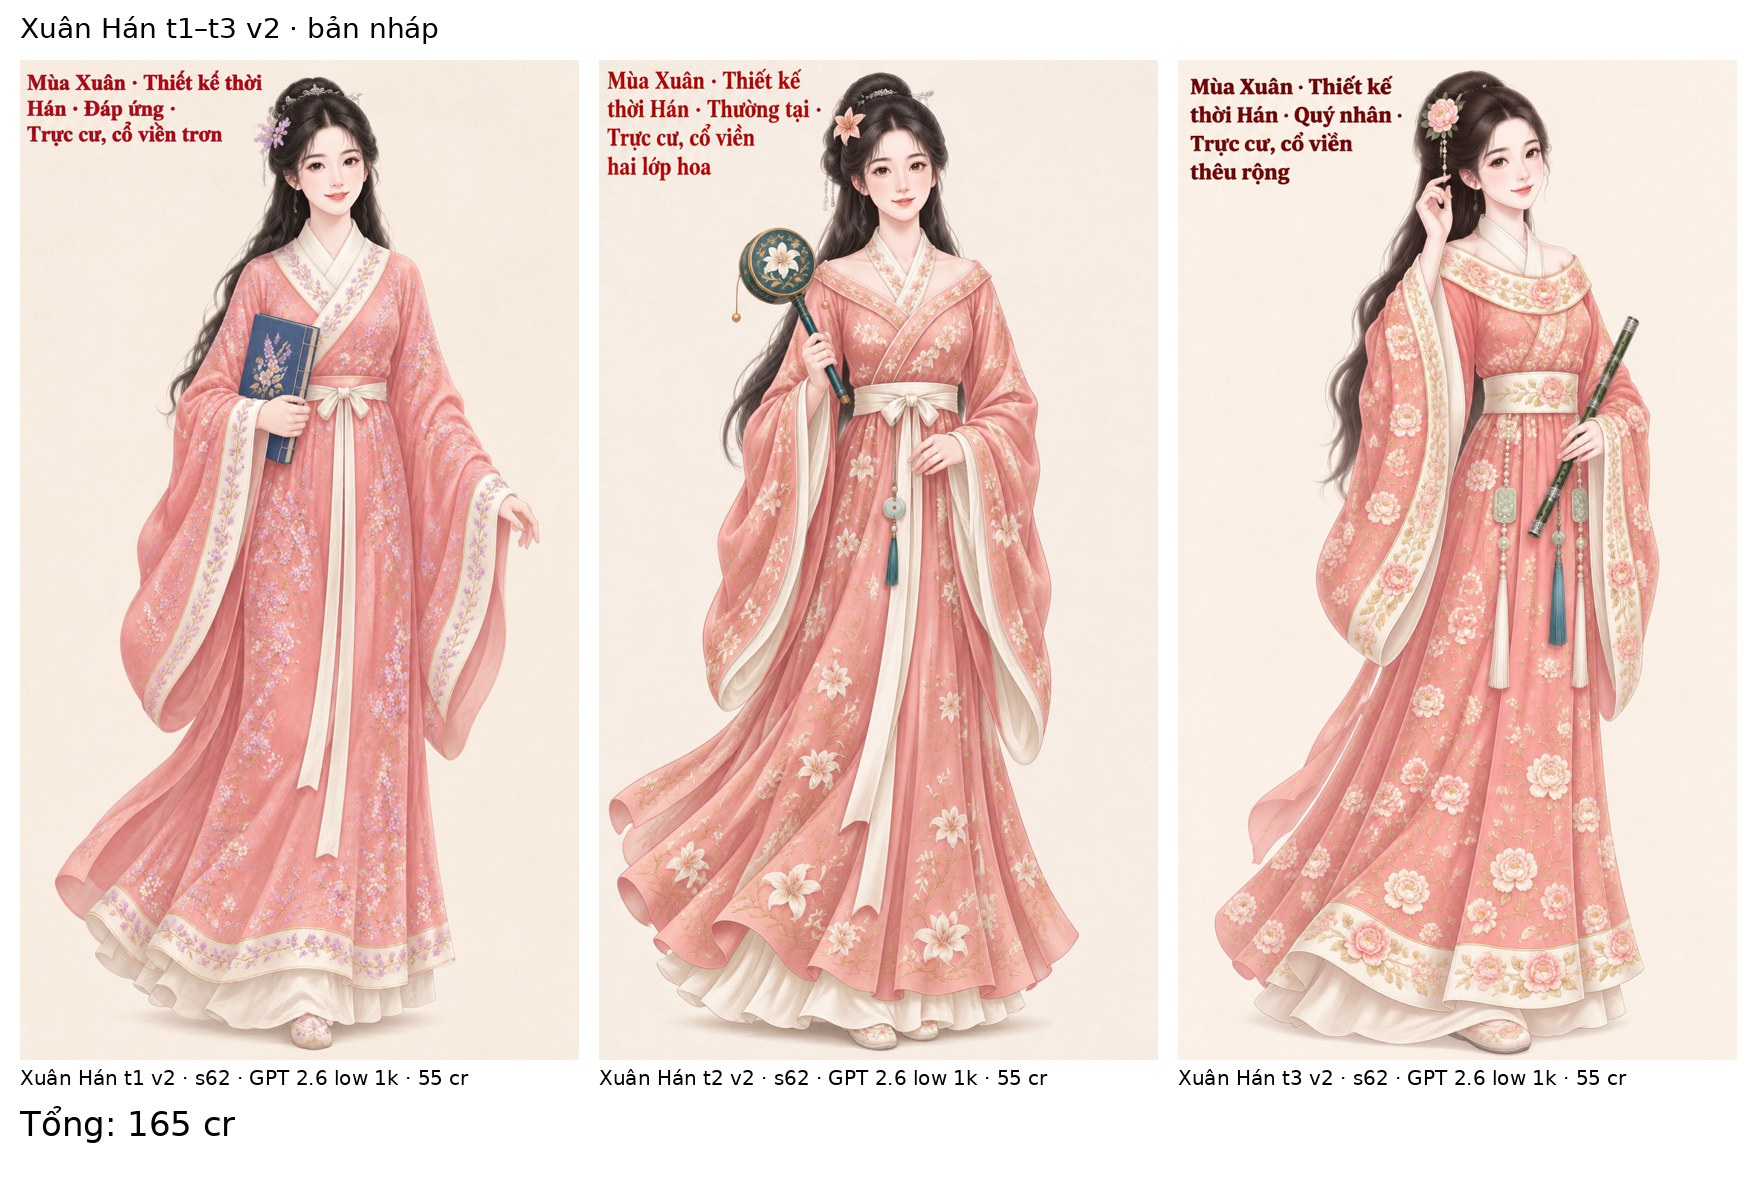 Xuân Hán t1–t3 v2 · bản nháp
Mùa Xuân · Thiết kế thời
Hán · Đáp ứng ·
Trực cư, cổ viền trơn
Mùa Xuân · Thiết kế
thời Hán · Thường tại ·
Trực cư, cổ viền
hai lớp hoa
Mùa Xuân · Thiết kế
thời Hán · Quý nhân ·
Trực cư, cổ viền
thêu rộng
Xuân Hán t1 v2 · s62 · GPT 2.6 low 1k · 55 cr
Xuân Hán t2 v2 · s62 · GPT 2.6 low 1k · 55 cr
Xuân Hán t3 v2 · s62 · GPT 2.6 low 1k · 55 cr
Tổng: 165 cr